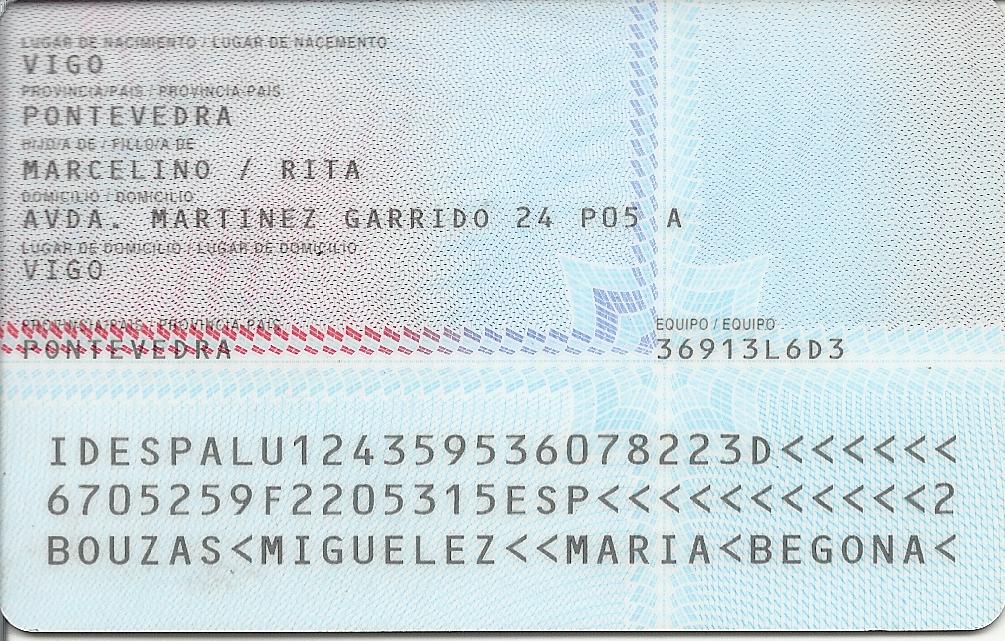 LUGAR DE NACIMIENTO / LUGAR DE NACEMENTO
VIGO
PROVINCIA/PAÍS / PROVINCIA/PAÍS
PONTEVEDRA
HIJO/A DE / FILLO/A DE
MARCELINO / RITA
DOMICILIO / DOMICILIO
AVDA. MARTINEZ GARRIDO 24 P05 A
LUGAR DE DOMICILIO / LUGAR DE DOMICILIO
VIGO
PROVINCIA/PAÍS / PROVINCIA/PAÍS
PONTEVEDRA
EQUIPO / EQUIPO
36913L6D3
IDESPALU124359536078223D<<<<<<
6705259F2205315ESP<<<<<<<<<<<2
BOUZAS<MIGUELEZ<<MARIA<BEGONA<